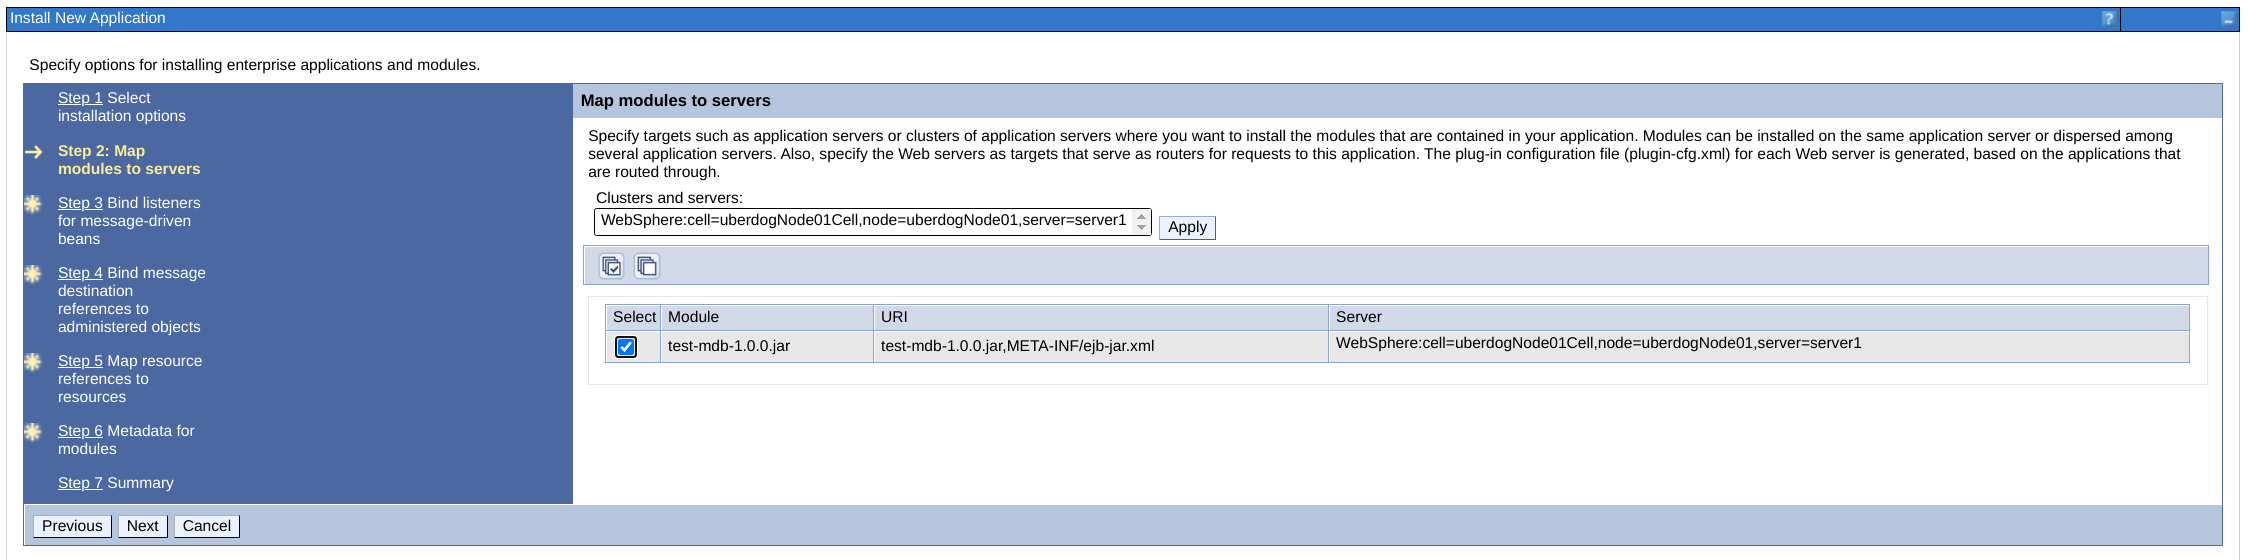 Install New Application
?
Specify options for installing enterprise applications and modules.
Step 1 Select
installation options
Step 2: Map
modules to servers
Step 3 Bind listeners
for message-driven
beans
Step 4 Bind message
destination
references to
administered objects
Step 5 Map resource
references to
resources
Step 6 Metadata for
modules
Step 7 Summary
Map modules to servers
Specify targets such as application servers or clusters of application servers where you want to install the modules that are contained in your application. Modules can be installed on the same application server or dispersed among
several application servers. Also, specify the Web servers as targets that serve as routers for requests to this application. The plug-in configuration file (plugin-cfg.xml) for each Web server is generated, based on the applications that
are routed through.
Clusters and servers:
WebSphere:cell=uberdogNode01Cell,node=uberdogNode01,server=server1
Apply
Select Module URI Server
test-mdb-1.0.0.jar test-mdb-1.0.0.jar,META-INF/ejb-jar.xml WebSphere:cell=uberdogNode01Cell,node=uberdogNode01,server=server1
Previous Next Cancel